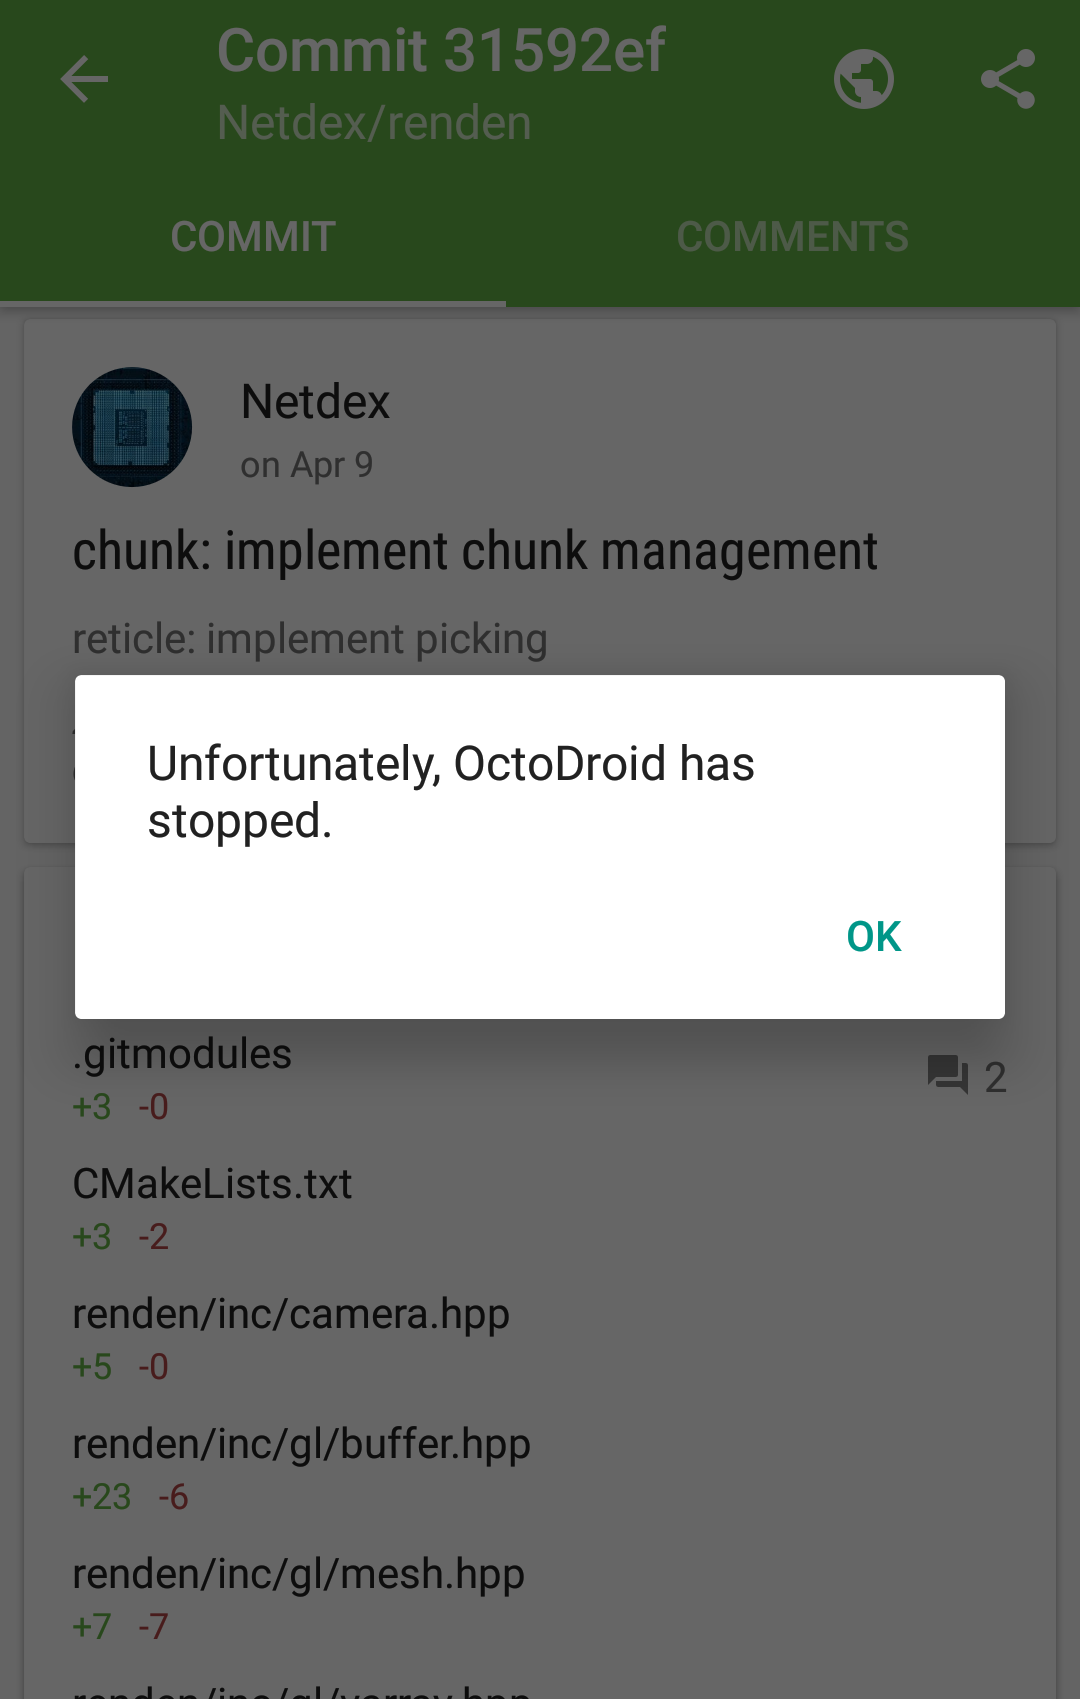 Commit 31592ef
Netdex/renden
COMMIT
COMMENTS
Netdex
on Apr 9
chunk: implement chunk management
reticle: implement picking
Unfortunately, OctoDroid has
stopped.
OK
.gitmodules
+3 -0
2
CMakeLists.txt
+3 -2
renden/inc/camera.hpp
+5 -0
renden/inc/gl/buffer.hpp
+23 -6
renden/inc/gl/mesh.hpp
+7 -7